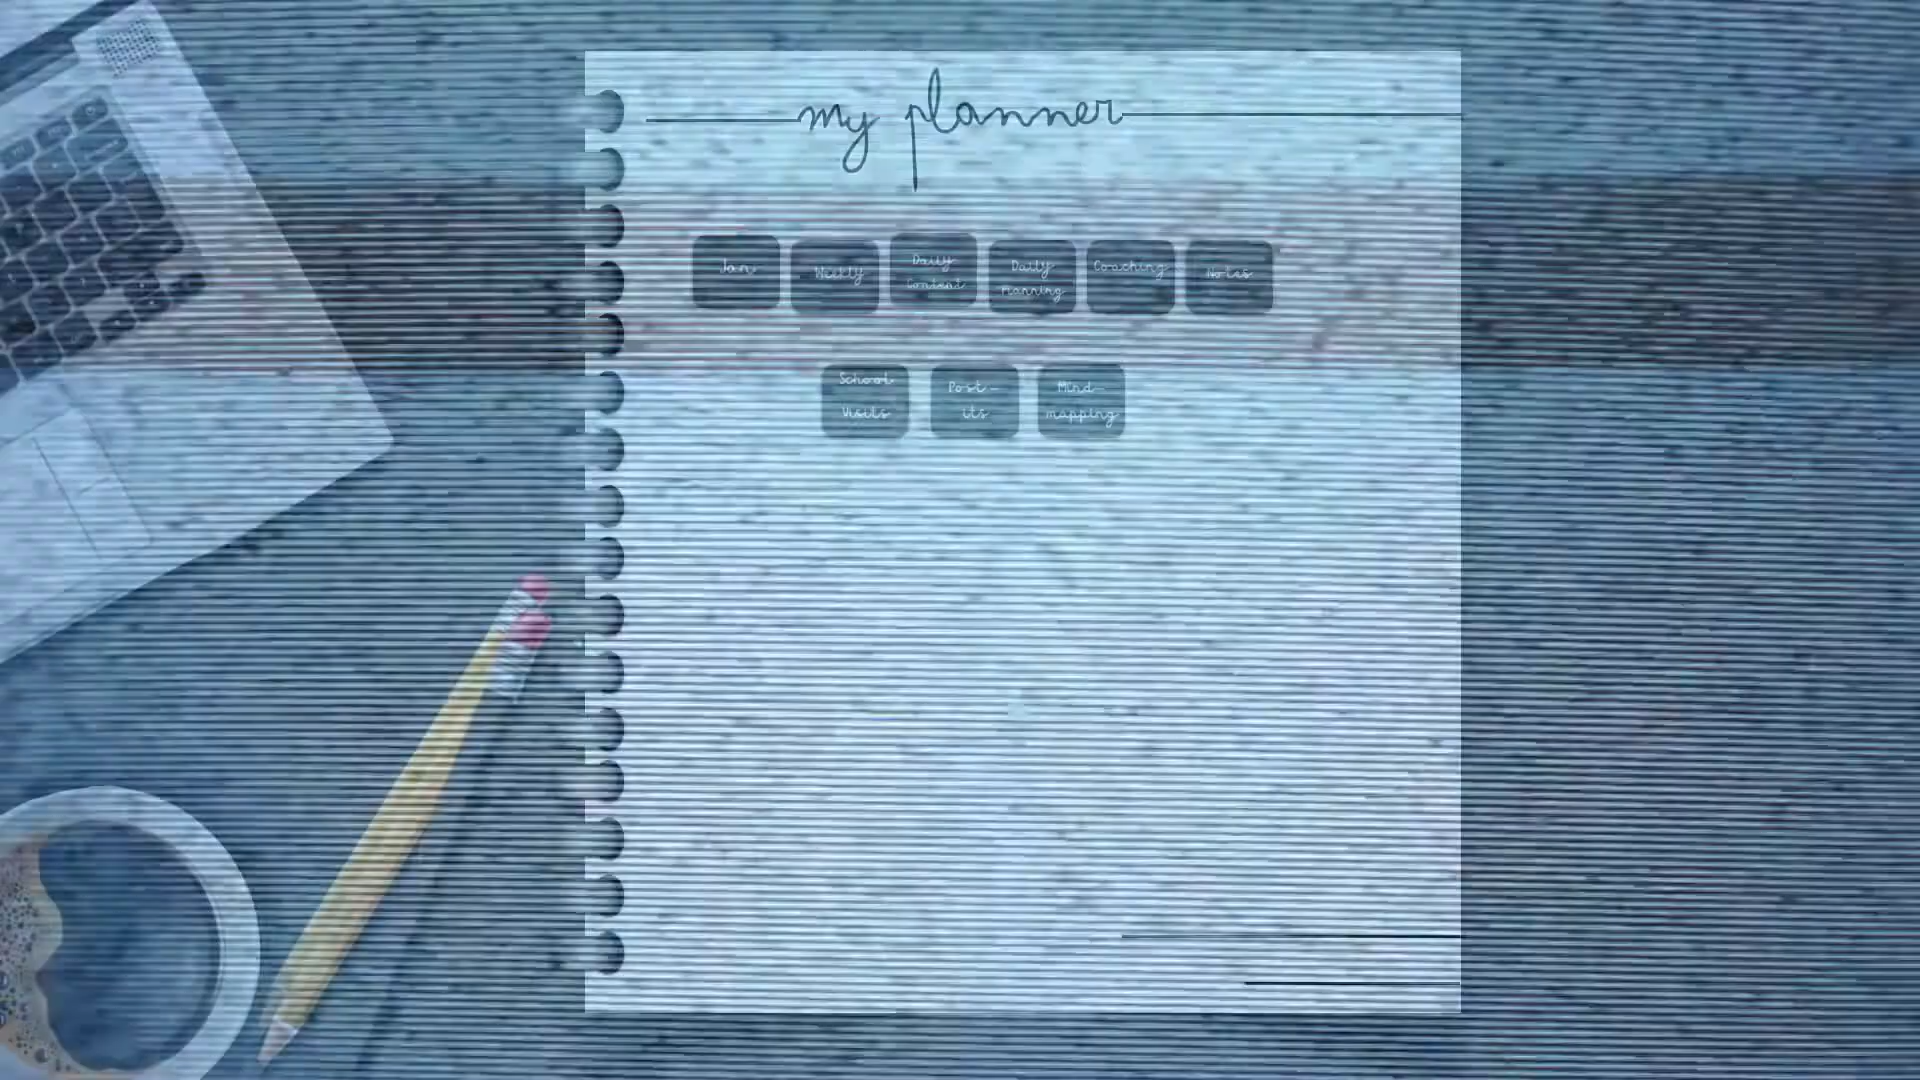 my planner
Jan
Weekly
Daily
Content
Daily
Planning
Coaching
Notes
School
Visits
Post-
its
Mind-
mapping